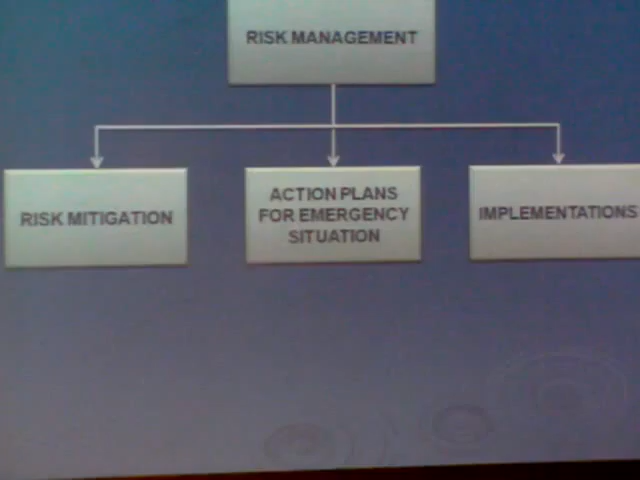 RISK MANAGEMENT
RISK MITIGATION
ACTION PLANS
FOR EMERGENCY
SITUATION
IMPLEMENTATIONS